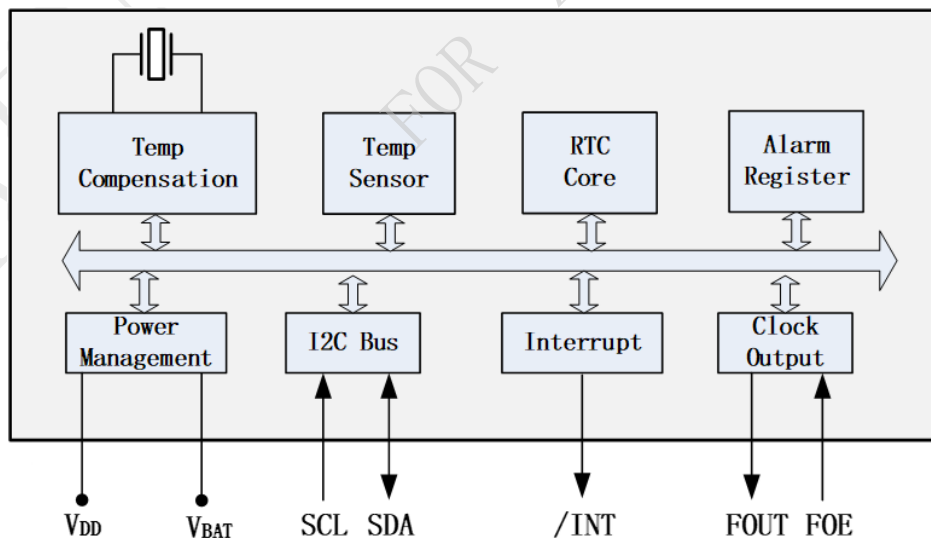 FOR
Temp
Compensation
Temp
Sensor
RTC
Core
Alarm
Register
Power
Management
I2C Bus
Interrupt
Clock
Output
VDD
VBAT
SCL
SDA
/INT
FOUT
FOE